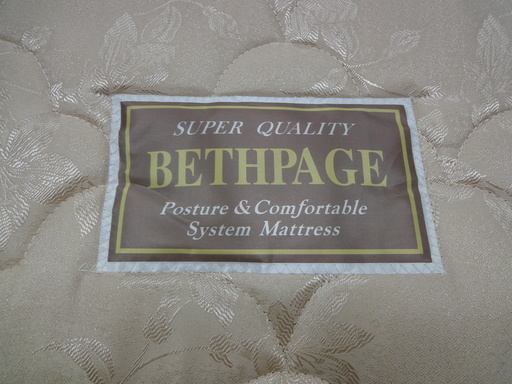 SUPER QUALITY
BETHPAGE
Posture & Comfortable
System Mattress